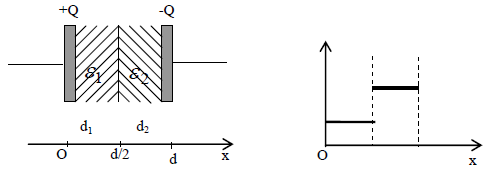 +Q -Q
ε1 ε2
d1 d2
O d/2 d x
O x